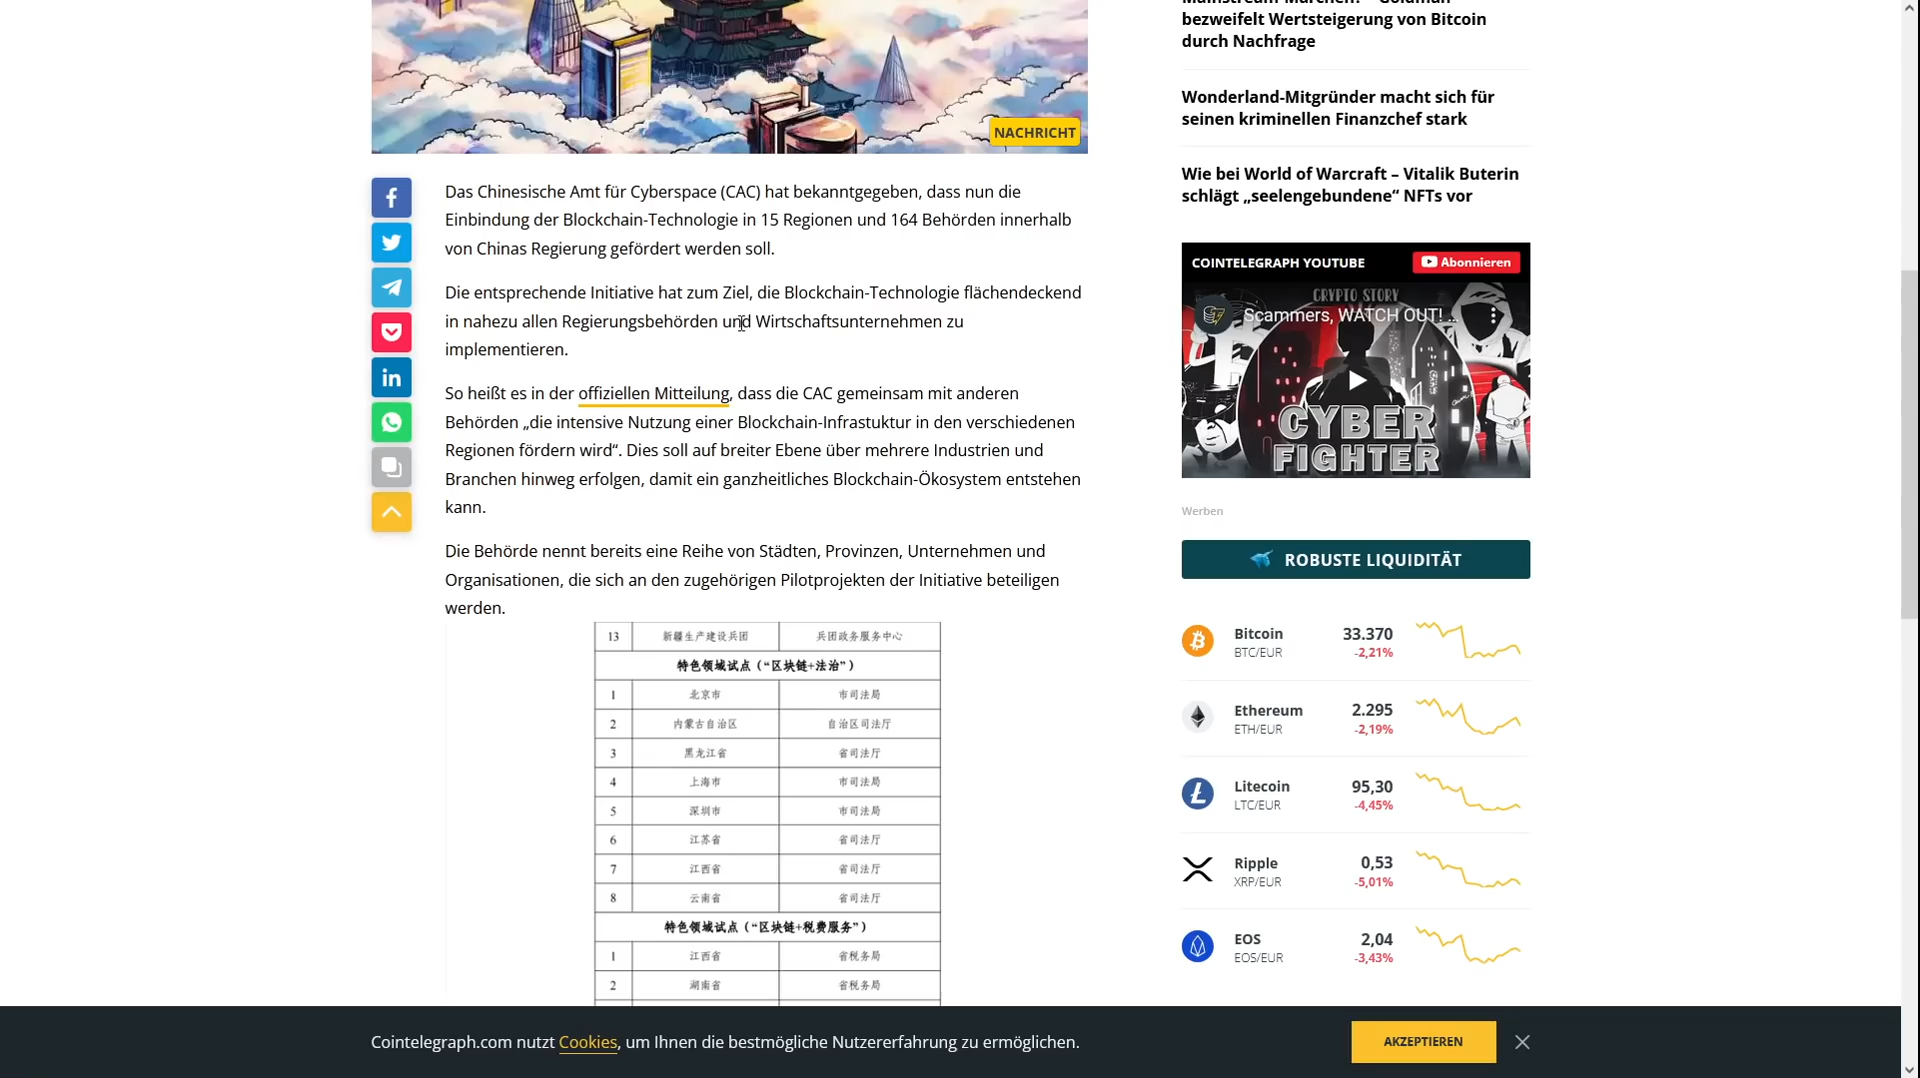 NACHRICHT
Das Chinesische Amt für Cyberspace (CAC) hat bekanntgegeben, dass nun die
Einbindung der Blockchain-Technologie in 15 Regionen und 164 Behörden innerhalb
von Chinas Regierung gefördert werden soll.
Die entsprechende Initiative hat zum Ziel, die Blockchain-Technologie flächendeckend
in nahezu allen Regierungsbehörden und Wirtschaftsunternehmen zu
implementieren.
So heißt es in der offiziellen Mitteilung, dass die CAC gemeinsam mit anderen
Behörden „die intensive Nutzung einer Blockchain-Infrastuktur in den verschiedenen
Regionen fördern wird“. Dies soll auf breiter Ebene über mehrere Industrien und
Branchen hinweg erfolgen, damit ein ganzheitliches Blockchain-Ökosystem entstehen
kann.
Die Behörde nennt bereits eine Reihe von Städten, Provinzen, Unternehmen und
Organisationen, die sich an den zugehörigen Pilotprojekten der Initiative beteiligen
werden.
13 新疆生产建设兵团 兵团政务服务中心
特色领域试点（“区块链+法治”）
1 北京市 市司法局
2 内蒙古自治区 自治区司法厅
3 黑龙江省 省司法厅
4 上海市 市司法局
5 深圳市 市司法局
6 江苏省 省司法厅
7 江西省 省司法厅
8 云南省 省司法厅
特色领域试点（“区块链+税费服务”）
1 江西省 省税务局
2 湖南省 省税务局
bezweifelt Wertsteigerung von Bitcoin
durch Nachfrage
Wonderland-Mitgründer macht sich für
seinen kriminellen Finanzchef stark
Wie bei World of Warcraft – Vitalik Buterin
schlägt „seelengebundene“ NFTs vor
COINTELEGRAPH YOUTUBE Abonnieren
CRYPTO STORY
Scammers, WATCH OUT! ...
CYBER
FIGHTER
Werben
ROBUSTE LIQUIDITÄT
Bitcoin 33.370
BTC/EUR -2,21%
Ethereum 2.295
ETH/EUR -2,19%
Litecoin 95,30
LTC/EUR -4,45%
Ripple 0,53
XRP/EUR -5,01%
EOS 2,04
EOS/EUR -3,43%
Cointelegraph.com nutzt Cookies, um Ihnen die bestmögliche Nutzererfahrung zu ermöglichen.
AKZEPTIEREN